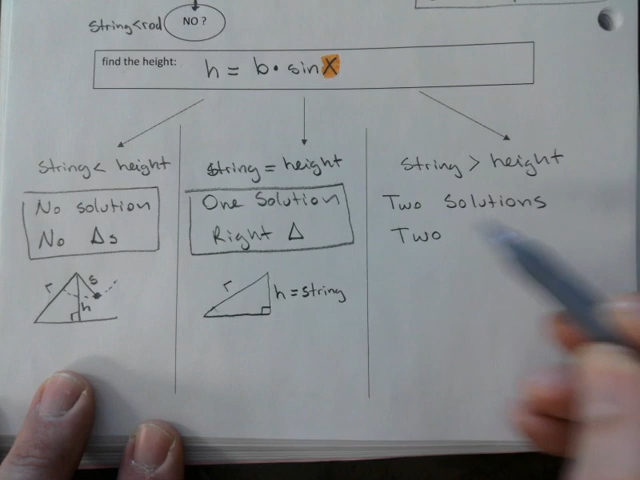 String<rod
NO ?
find the height: h = b • sin X
String < height
No solution
No Δs
r s
h
String = height
One Solution
Right Δ
r
h = string
String > height
Two Solutions
Two